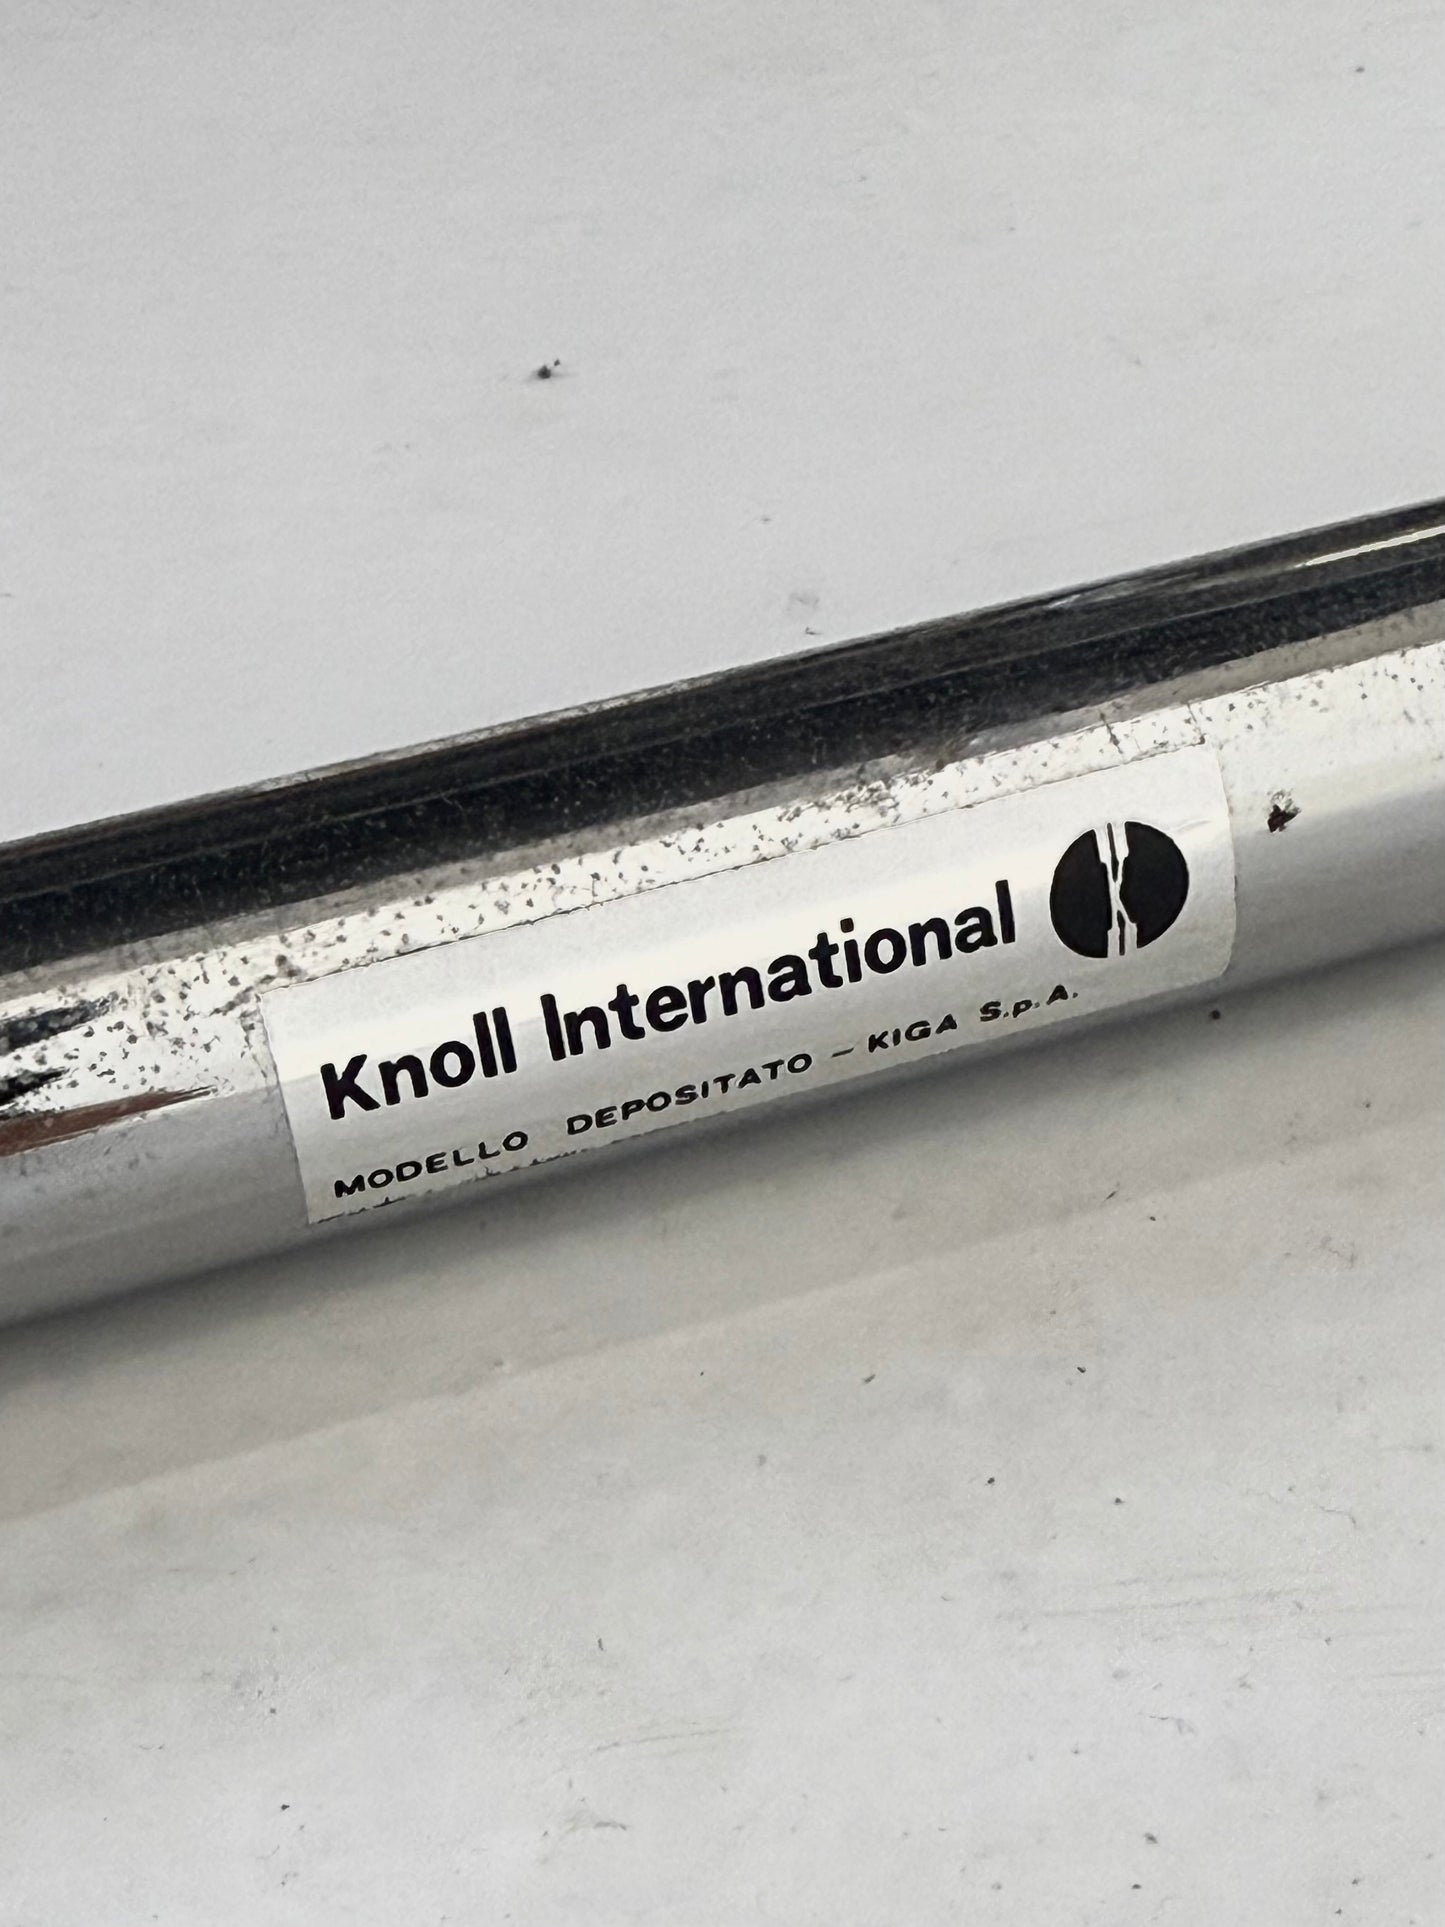 Knoll International
MODELLO DEPOSITATO – KIGA S.p.A.